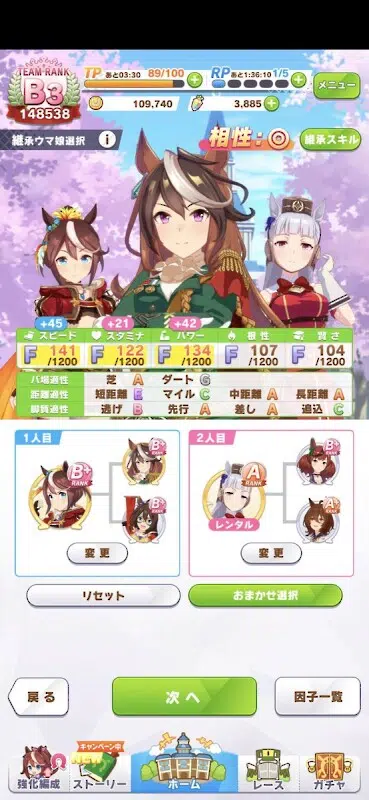 TEAM RANK
B3
148538
TP あと03:30 89/100
RP あと1:36:10 1/5
メニュー
109,740
3,885
継承ウマ娘選択 i
相性:◎
継承スキル
+45 +21 +42
スピード スタミナ パワー 根性 賢さ
F 141/1200 F 122/1200 F 134/1200 F 107/1200 F 104/1200
バ場適性 芝 A ダート G
距離適性 短距離 E マイル C 中距離 A 長距離 A
脚質適性 逃げ B 先行 A 差し A 追込 C
1人目 2人目
B+ RANK B+ RANK A RANK B+ RANK
B+ RANK A+ RANK
レンタル
変更 変更
リセット おまかせ選択
戻る 次へ 因子一覧
キャンペーン中
NEW
強化編成 ストーリー ホーム レース ガチャ